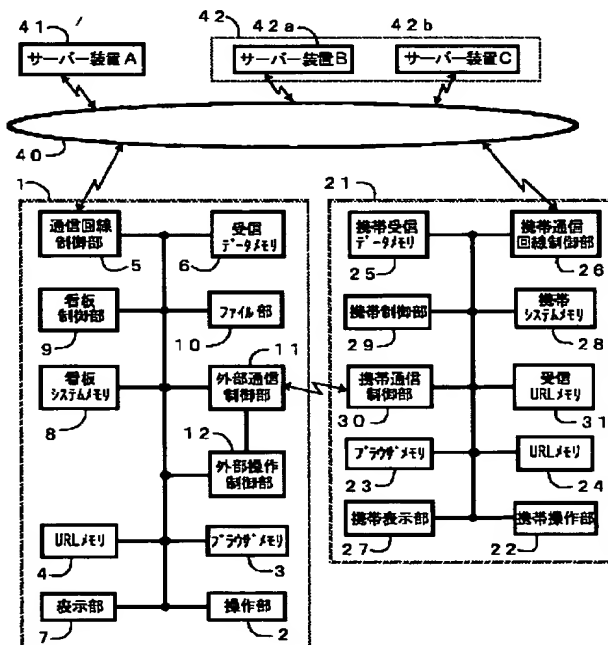 41
サーバー装置A
42
42a
サーバー装置B
42b
サーバー装置C
40
1
通信回線
制御部
5
受信
データメモリ
6
看板
制御部
9
ファイル部
10
看板
システムメモリ
8
11
外部通信
制御部
12
外部操作
制御部
URLメモリ
4
ブラウザメモリ
3
表示部
7
操作部
2
21
携帯受信
データメモリ
25
携帯通信
回線制御部
26
携帯制御部
29
携帯
システムメモリ
28
携帯通信
制御部
30
受信
URLメモリ
31
ブラウザメモリ
23
URLメモリ
24
携帯表示部
27
携帯操作部
22